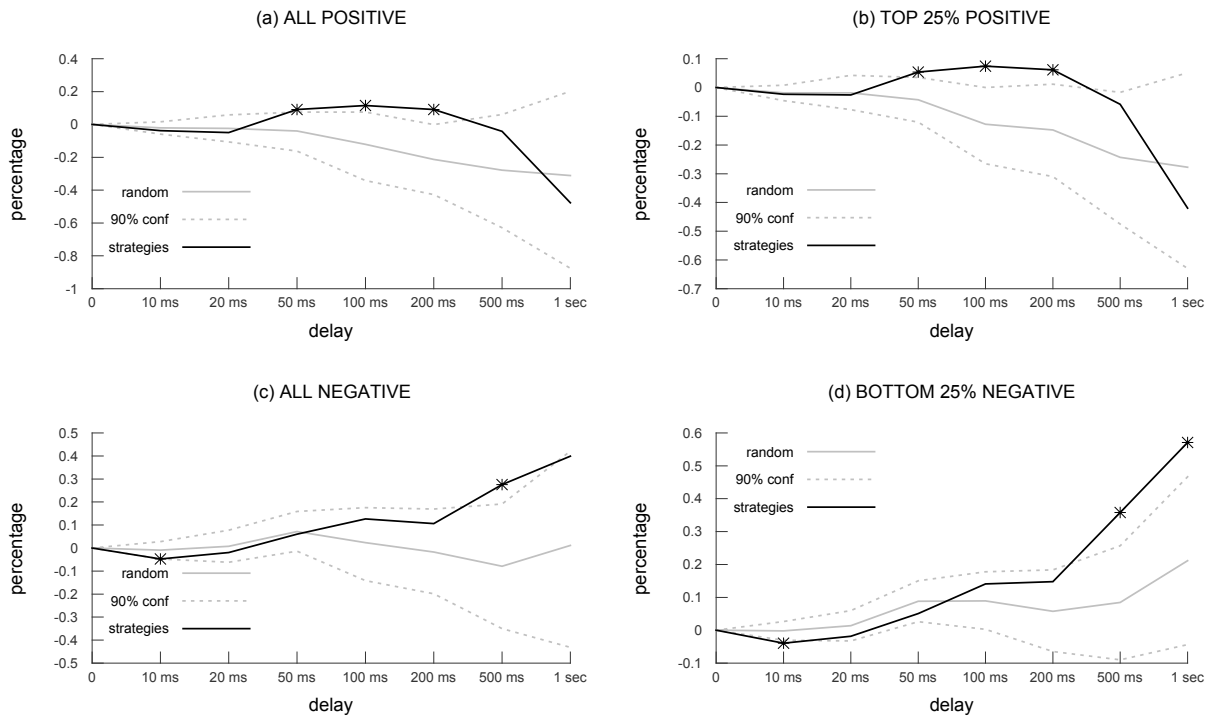 (a) ALL POSITIVE
percentage
0.4
0.2
0
-0.2
-0.4
-0.6
-0.8
-1
random
90% conf
strategies
0 10 ms 20 ms 50 ms 100 ms 200 ms 500 ms 1 sec
delay
(b) TOP 25% POSITIVE
percentage
0.1
0
-0.1
-0.2
-0.3
-0.4
-0.5
-0.6
-0.7
random
90% conf
strategies
0 10 ms 20 ms 50 ms 100 ms 200 ms 500 ms 1 sec
delay
(c) ALL NEGATIVE
percentage
0.5
0.4
0.3
0.2
0.1
0
-0.1
-0.2
-0.3
-0.4
-0.5
random
90% conf
strategies
0 10 ms 20 ms 50 ms 100 ms 200 ms 500 ms 1 sec
delay
(d) BOTTOM 25% NEGATIVE
percentage
0.6
0.5
0.4
0.3
0.2
0.1
0
-0.1
random
90% conf
strategies
0 10 ms 20 ms 50 ms 100 ms 200 ms 500 ms 1 sec
delay